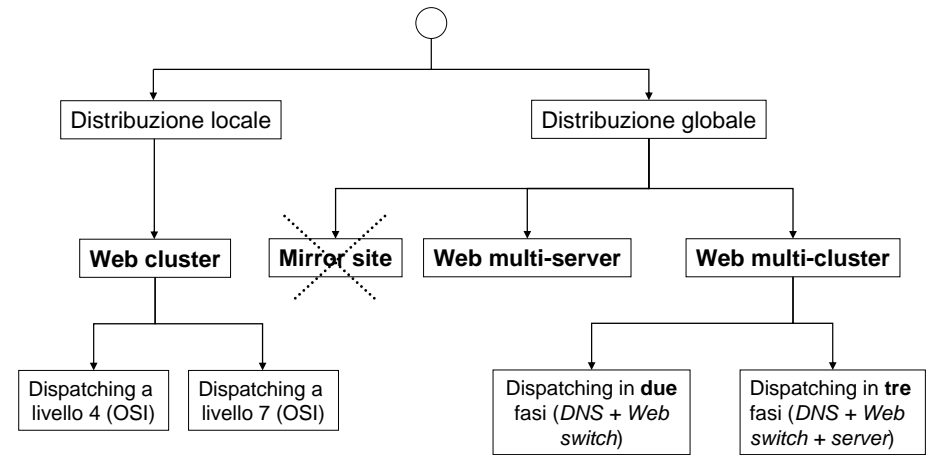 Distribuzione locale
Distribuzione globale
Web cluster
Mirror site
Web multi-server
Web multi-cluster
Dispatching a
livello 4 (OSI)
Dispatching a
livello 7 (OSI)
Dispatching in due
fasi (DNS + Web
switch)
Dispatching in tre
fasi (DNS + Web
switch + server)